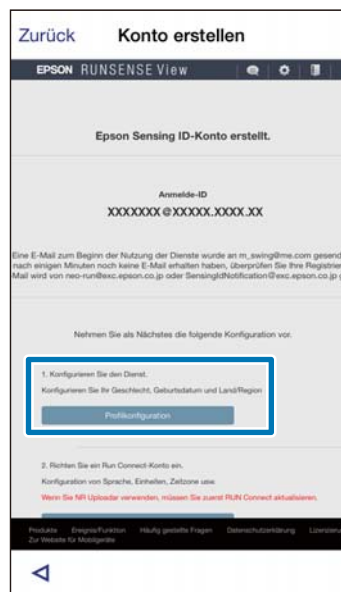 Zurück Konto erstellen
EPSON RUNSENSE View
Epson Sensing ID-Konto erstellt.
Anmelde-ID
XXXXXXX@XXXXX.XXXX.XX
Eine E-Mail zum Beginn der Nutzung der Dienste wurde an m_swing@me.com gesend
nach einigen Minuten noch keine E-Mail erhalten haben, überprüfen Sie Ihre Registrier
Mail wird von neo-run@exc.epson.co.jp oder SensingIdNotification@exc.epson.co.jp g
Nehmen Sie als Nächstes die folgende Konfiguration vor.
1. Konfigurieren Sie den Dienst.
Konfigurieren Sie Ihr Geschlecht, Geburtsdatum und Land/Region
Profilkonfiguration
2. Richten Sie ein Run Connect-Konto ein.
Konfiguration von Sprache, Einheiten, Zeitzone usw.
Wenn Sie NR Uploader verwenden, müssen Sie zuerst RUN Connect aktualisieren.
Produkte Ereignis/Funktion Häufig gestellte Fragen Datenschutzerklärung Lizenzier
Zur Website für Mobilgeräte